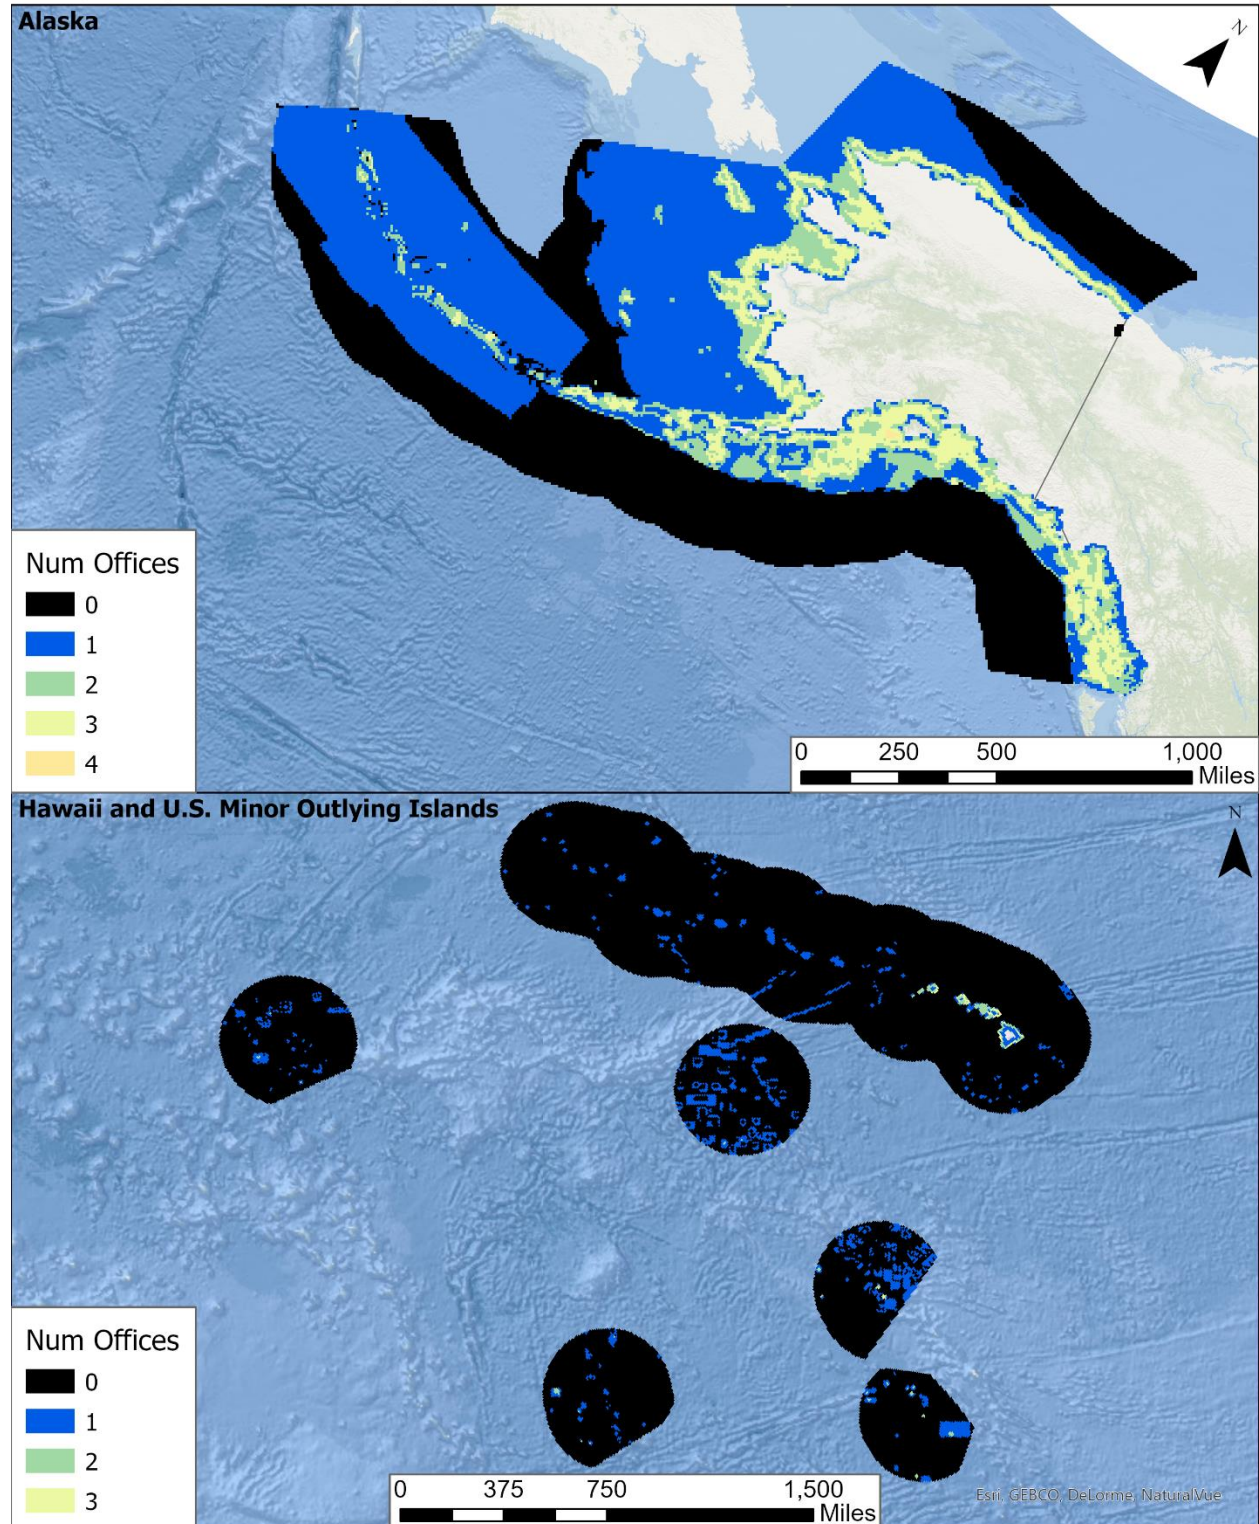 Alaska
N
Num Offices
0
1
2
3
4
0 250 500 1,000
Miles
Hawaii and U.S. Minor Outlying Islands
N
Num Offices
0
1
2
3
0 375 750 1,500
Miles
Esri, GEBCO, DeLorme, NaturalVue